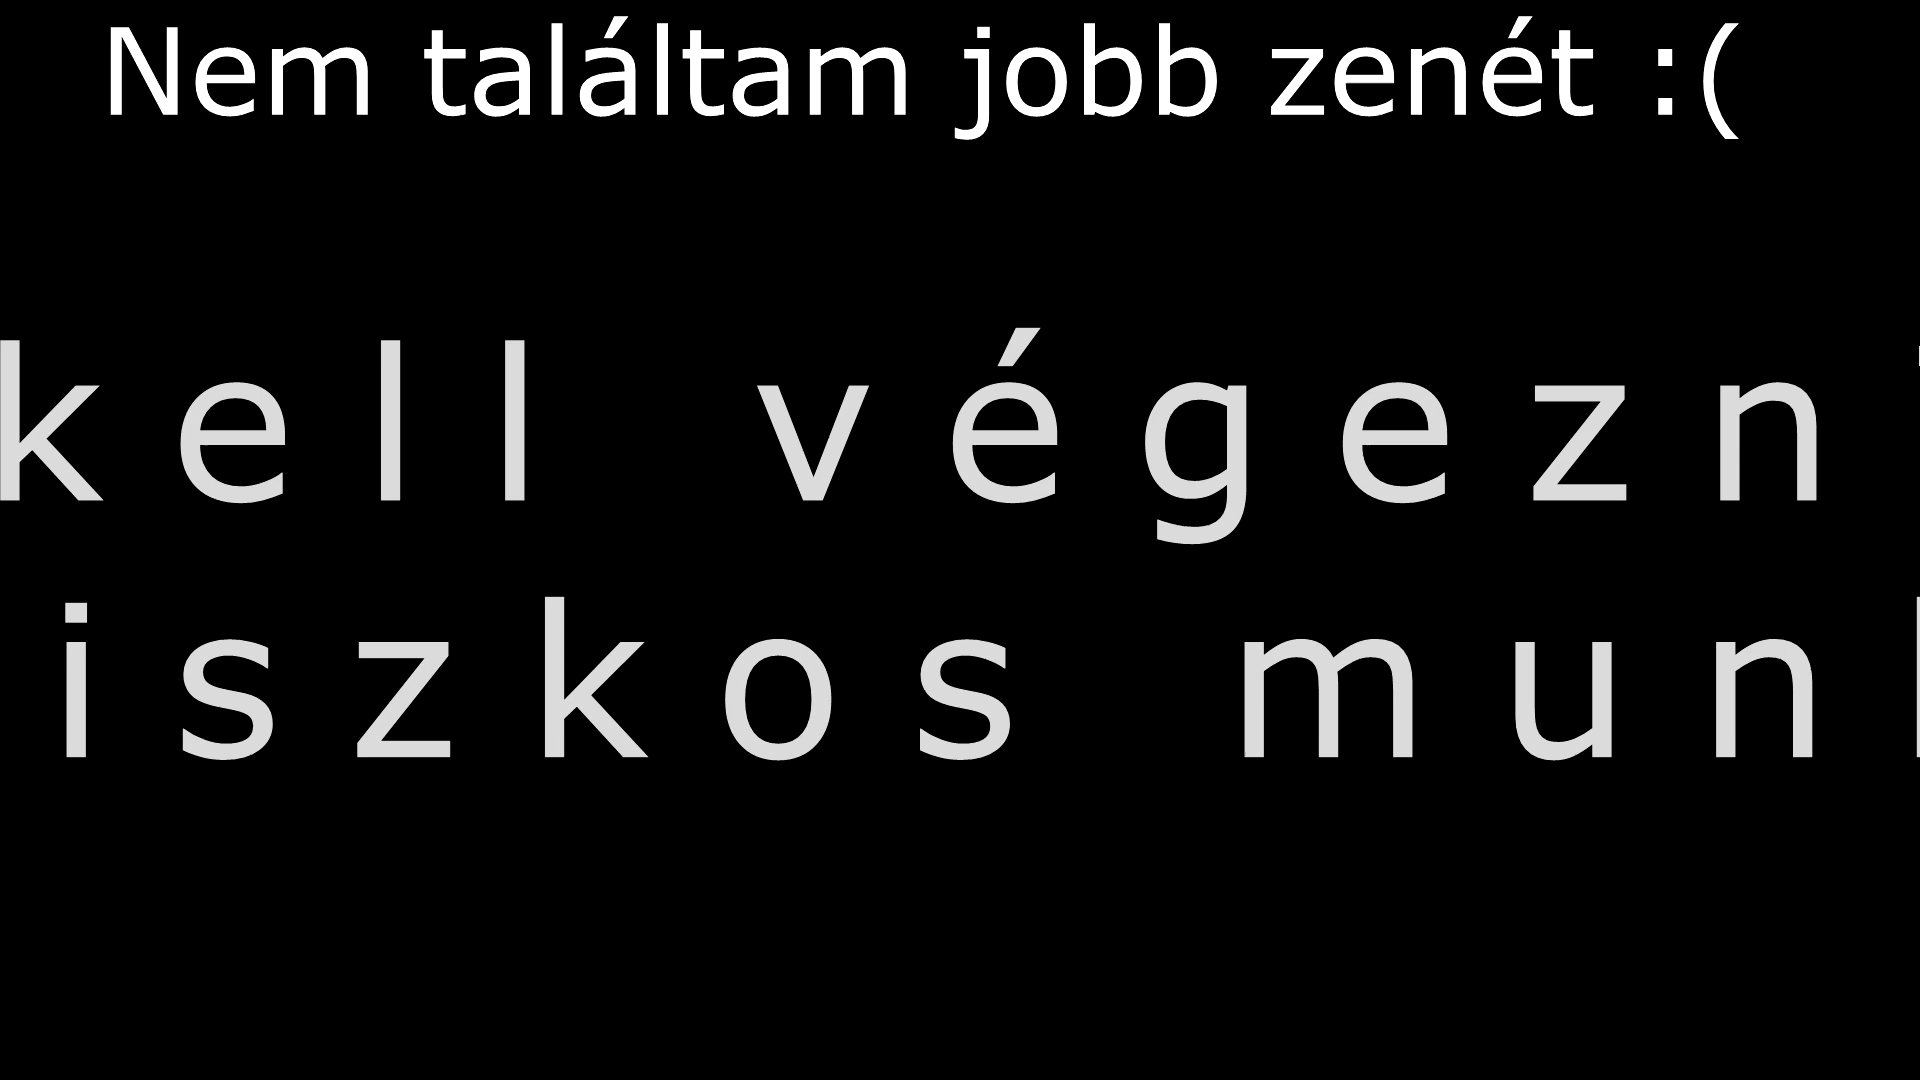 Nem találtam jobb zenét :(
kell végezn
iszkos mun